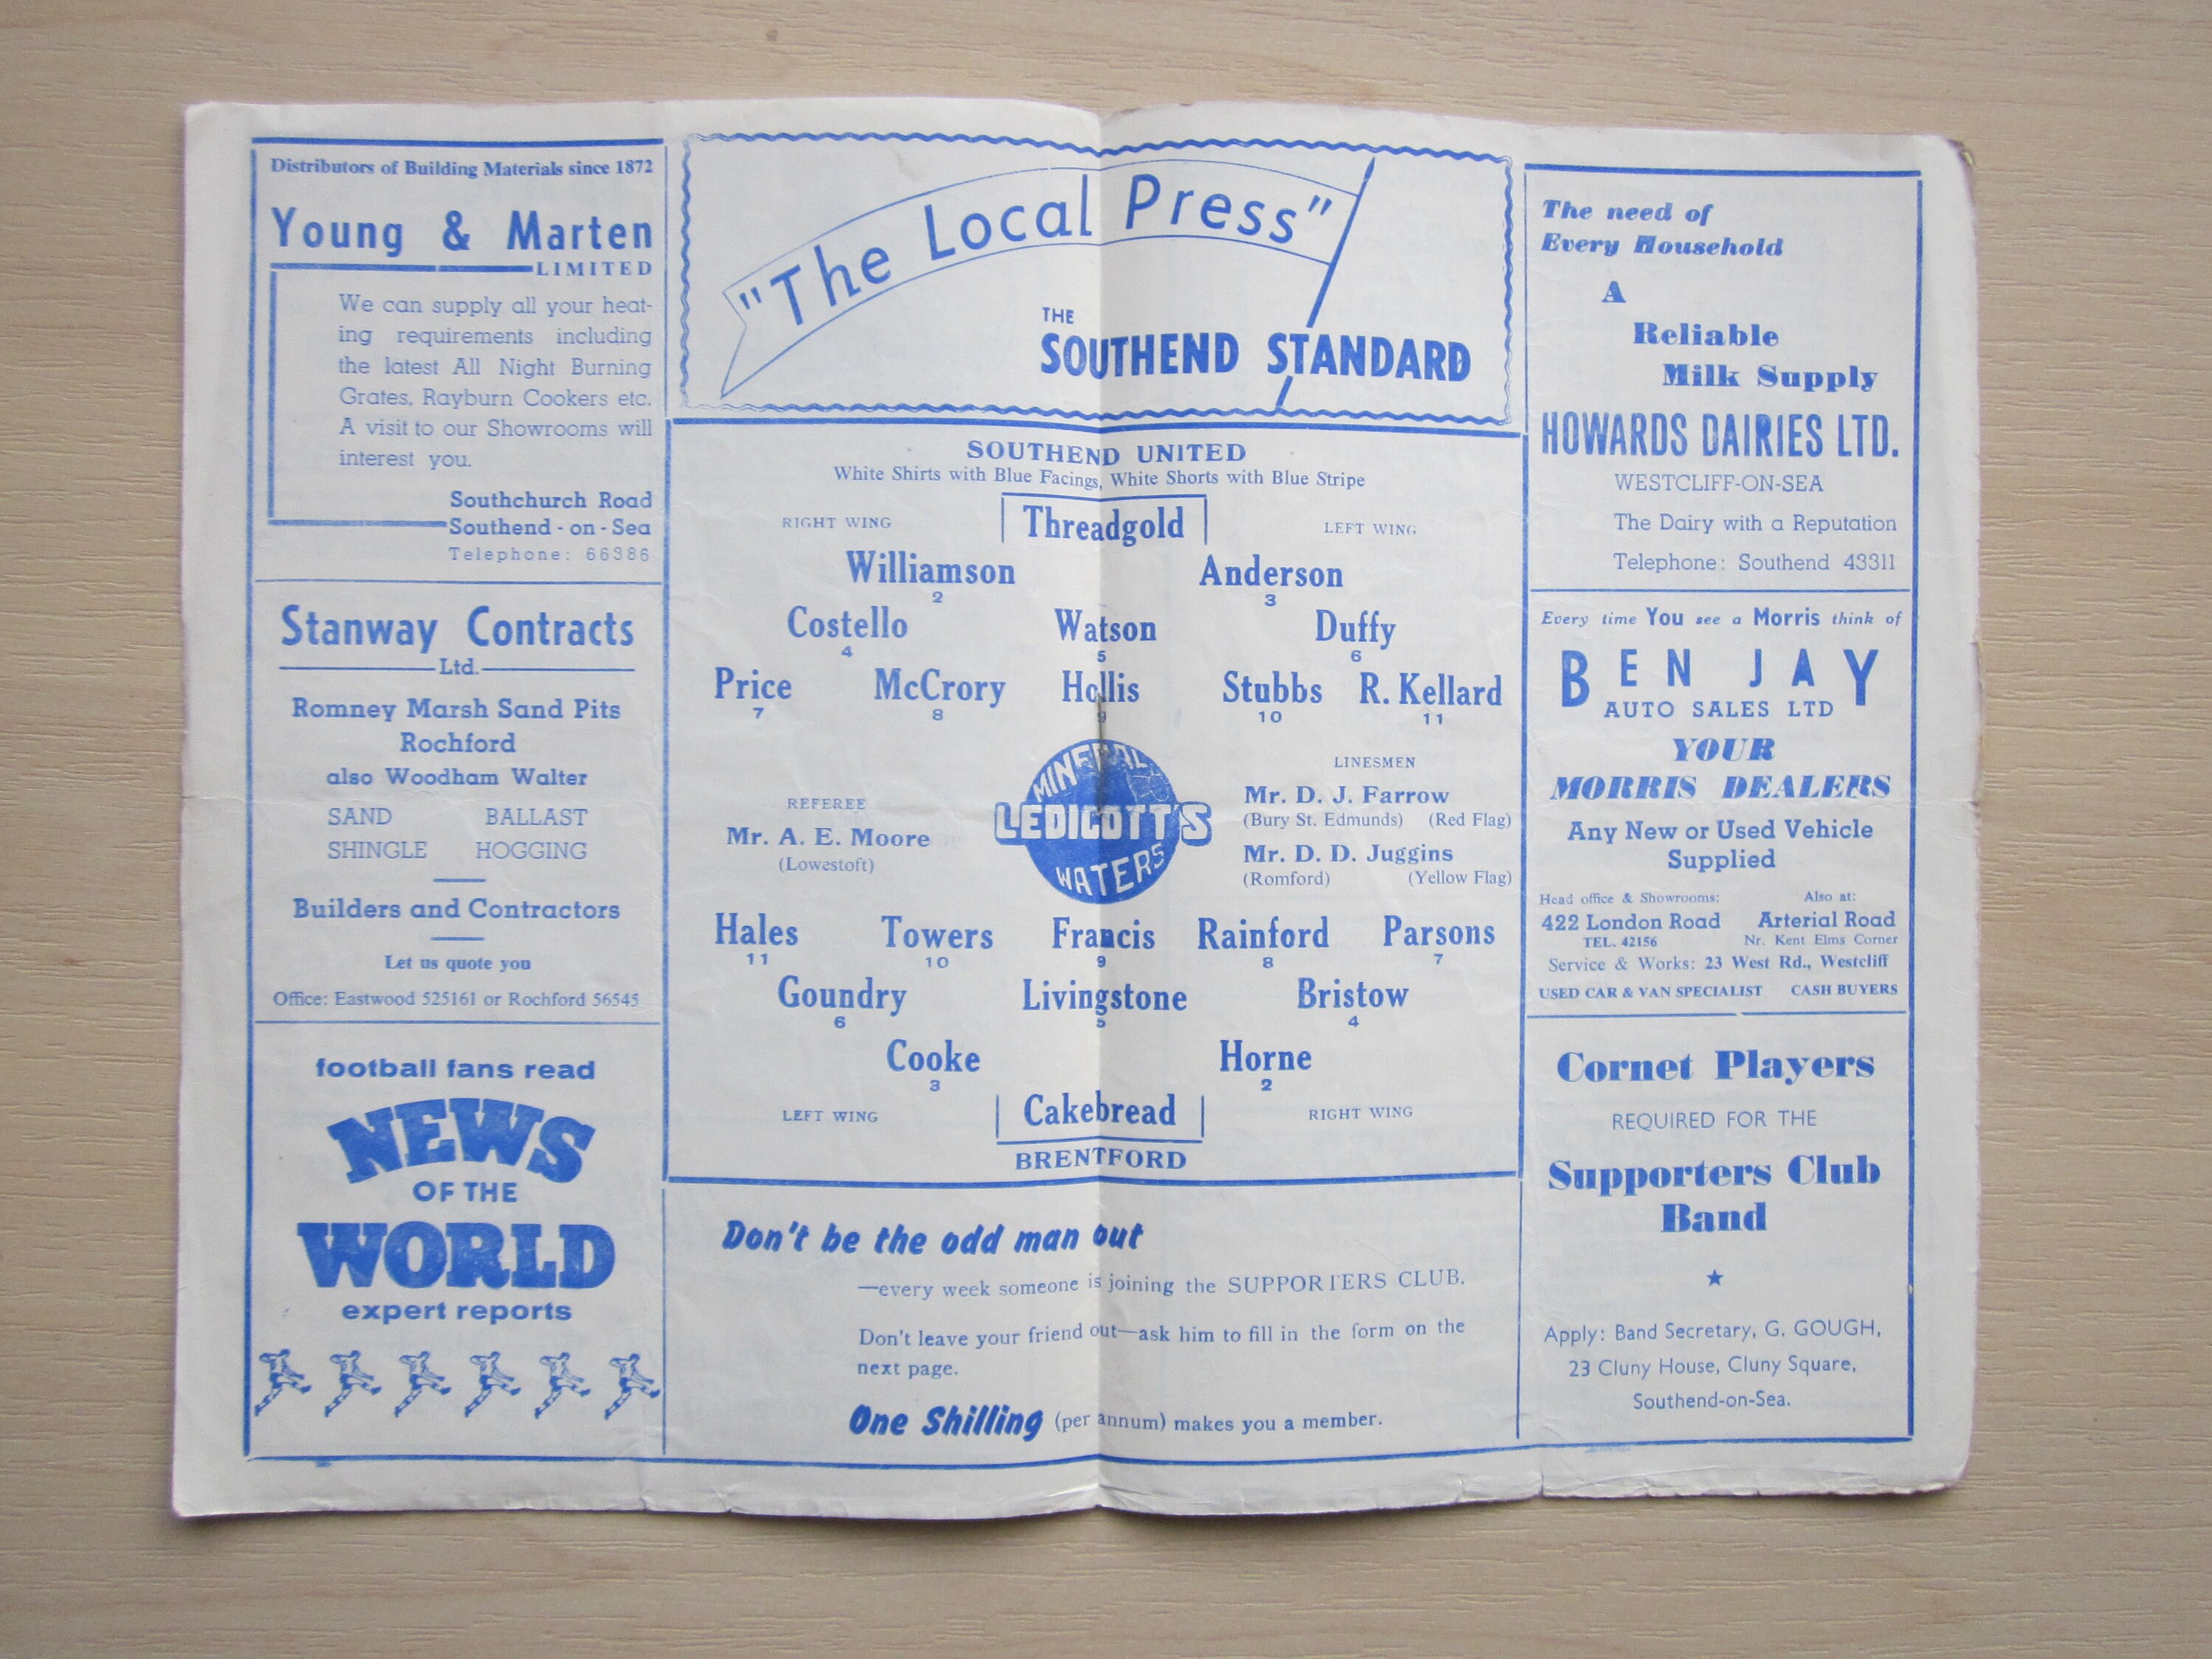 Distributors of Building Materials since 1872
Young & Marten
LIMITED
We can supply all your heat-
ing requirements including
the latest All Night Burning
Grates, Rayburn Cookers etc.
A visit to our Showrooms will
interest you.
Southchurch Road
Southend - on - Sea
Telephone: 66386
Stanway Contracts
Ltd.
Romney Marsh Sand Pits
Rochford
also Woodham Walter
SAND BALLAST
SHINGLE HOGGING
Builders and Contractors
Let us quote you
Office: Eastwood 525161 or Rochford 56545
football fans read
NEWS
OF THE
WORLD
expert reports
"The Local Press"
THE
SOUTHEND STANDARD
SOUTHEND UNITED
White Shirts with Blue Facings, White Shorts with Blue Stripe
RIGHT WING Threadgold LEFT WING
Williamson Anderson
2 3
Costello Watson Duffy
4 5 6
Price McCrory Hollis Stubbs R. Kellard
7 8 9 10 11
REFEREE
Mr. A. E. Moore
(Lowestoft)
MINERAL
LEDICOTT'S
WATERS
LINESMEN
Mr. D. J. Farrow
(Bury St. Edmunds) (Red Flag)
Mr. D. D. Juggins
(Romford) (Yellow Flag)
Hales Towers Francis Rainford Parsons
11 10 9 8 7
Goundry Livingstone Bristow
6 5 4
Cooke Horne
3 2
LEFT WING Cakebread RIGHT WING
BRENTFORD
Don't be the odd man out
—every week someone is joining the SUPPORTERS CLUB.
Don't leave your friend out—ask him to fill in the form on the
next page.
One Shilling (per annum) makes you a member.
The need of
Every Household
A
Reliable
Milk Supply
HOWARDS DAIRIES LTD.
WESTCLIFF-ON-SEA
The Dairy with a Reputation
Telephone: Southend 43311
Every time You see a Morris think of
BEN JAY
AUTO SALES LTD
YOUR
MORRIS DEALERS
Any New or Used Vehicle
Supplied
Head office & Showrooms: Also at:
422 London Road Arterial Road
TEL. 42156 Nr. Kent Elms Corner
Service & Works: 23 West Rd., Westcliff
USED CAR & VAN SPECIALIST CASH BUYERS
Cornet Players
REQUIRED FOR THE
Supporters Club
Band
Apply: Band Secretary, G. GOUGH,
23 Cluny House, Cluny Square,
Southend-on-Sea.